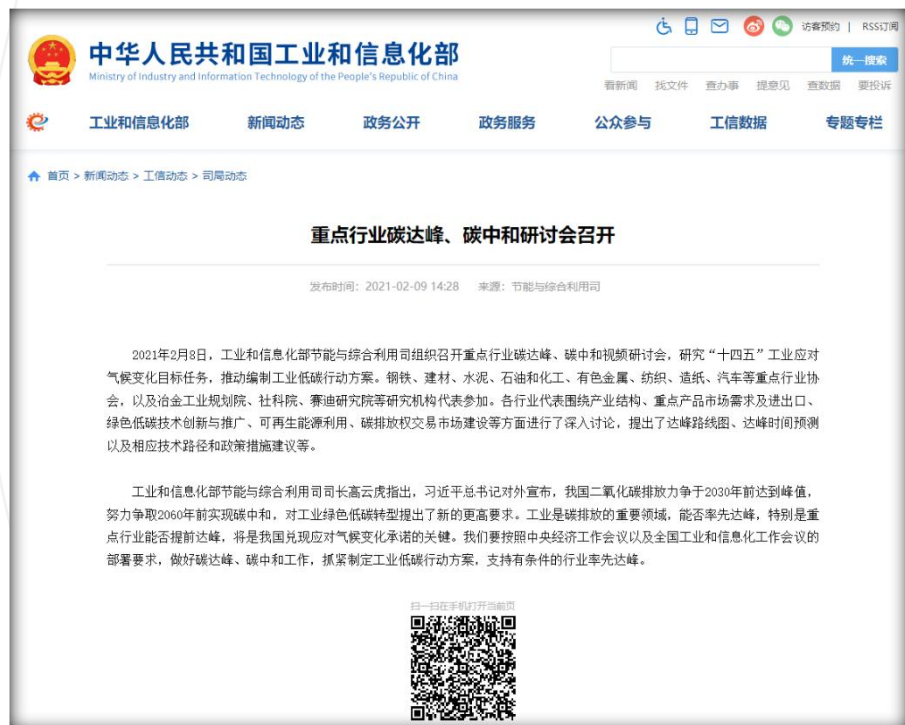 访客预约 | RSS订阅
中华人民共和国工业和信息化部
Ministry of Industry and Information Technology of the People's Republic of China
统一搜索
看新闻 找文件 查办事 提意见 查数据 要投诉
工业和信息化部 新闻动态 政务公开 政务服务 公众参与 工信数据 专题专栏
首页 > 新闻动态 > 工信动态 > 司局动态
重点行业碳达峰、碳中和研讨会召开
发布时间：2021-02-09 14:28 来源：节能与综合利用司
2021年2月8日，工业和信息化部节能与综合利用司组织召开重点行业碳达峰、碳中和视频研讨会，研究“十四五”工业应对
气候变化目标任务，推动编制工业低碳行动方案。钢铁、建材、水泥、石油和化工、有色金属、纺织、造纸、汽车等重点行业协
会，以及冶金工业规划院、社科院、赛迪研究院等研究机构代表参加。各行业代表围绕产业结构、重点产品市场需求及进出口、
绿色低碳技术创新与推广、可再生能源利用、碳排放权交易市场建设等方面进行了深入讨论，提出了达峰路线图、达峰时间预测
以及相应技术路径和政策措施建议等。
工业和信息化部节能与综合利用司司长高云虎指出，习近平总书记对外宣布，我国二氧化碳排放力争于2030年前达到峰值，
努力争取2060年前实现碳中和，对工业绿色低碳转型提出了新的更高要求。工业是碳排放的重要领域，能否率先达峰，特别是重
点行业能否提前达峰，将是我国兑现应对气候变化承诺的关键。我们要按照中央经济工作会议以及全国工业和信息化工作会议的
部署要求，做好碳达峰、碳中和工作，抓紧制定工业低碳行动方案，支持有条件的行业率先达峰。
扫一扫在手机打开当前页